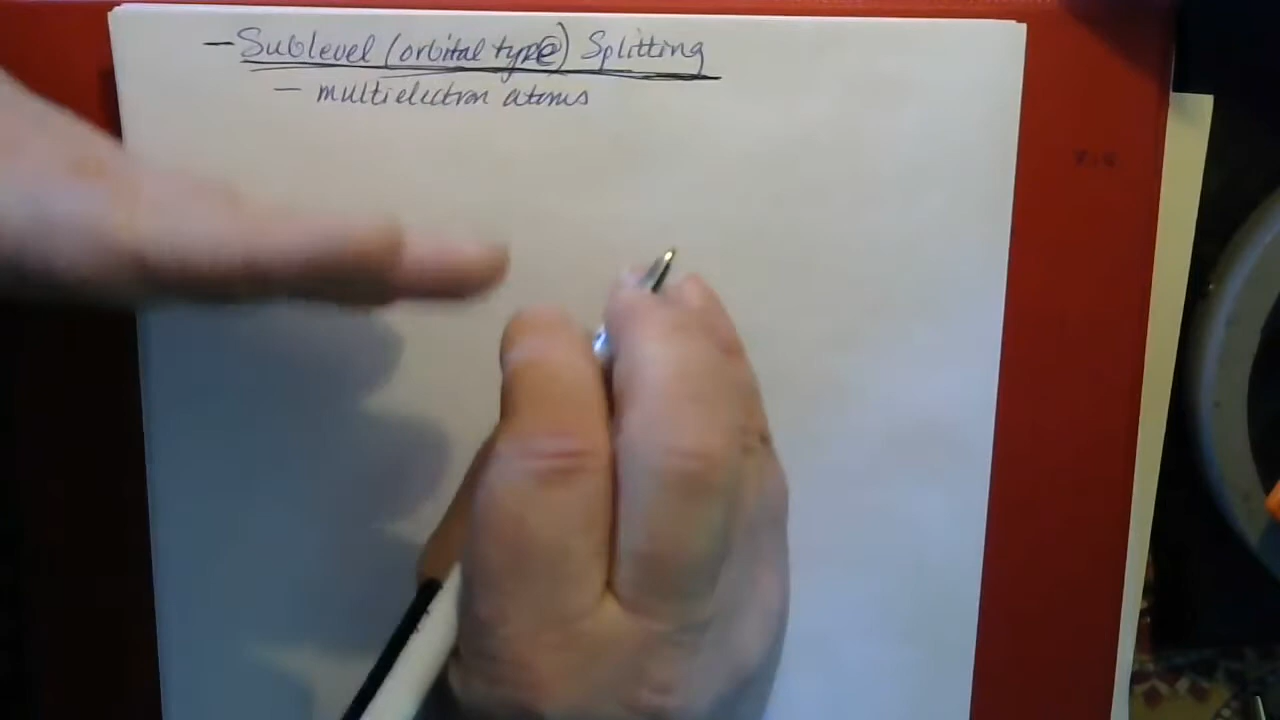 – Sublevel (orbital type) Splitting
– multielectron atoms